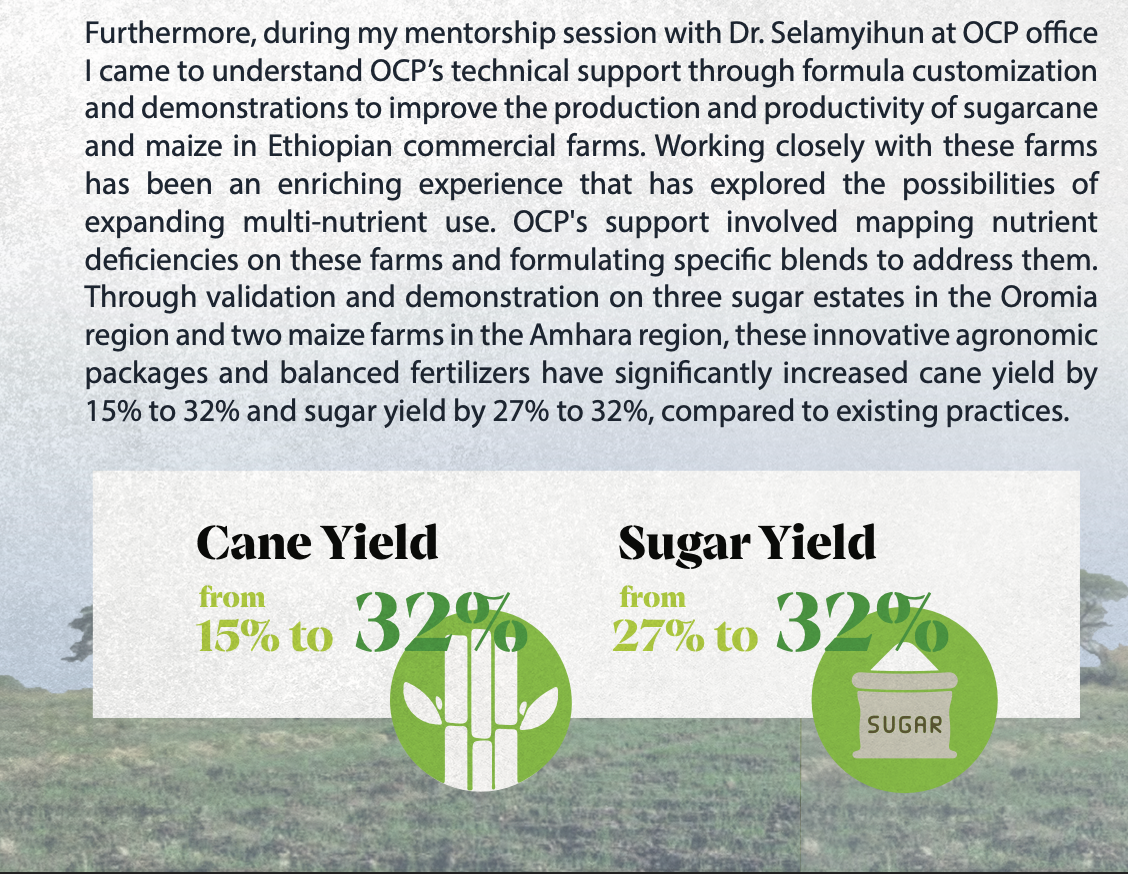 Furthermore, during my mentorship session with Dr. Selamyihun at OCP office
I came to understand OCP’s technical support through formula customization
and demonstrations to improve the production and productivity of sugarcane
and maize in Ethiopian commercial farms. Working closely with these farms
has been an enriching experience that has explored the possibilities of
expanding multi-nutrient use. OCP's support involved mapping nutrient
deficiencies on these farms and formulating specific blends to address them.
Through validation and demonstration on three sugar estates in the Oromia
region and two maize farms in the Amhara region, these innovative agronomic
packages and balanced fertilizers have significantly increased cane yield by
15% to 32% and sugar yield by 27% to 32%, compared to existing practices.
Cane Yield
from
15% to 32%
Sugar Yield
from
27% to 32%
SUGAR